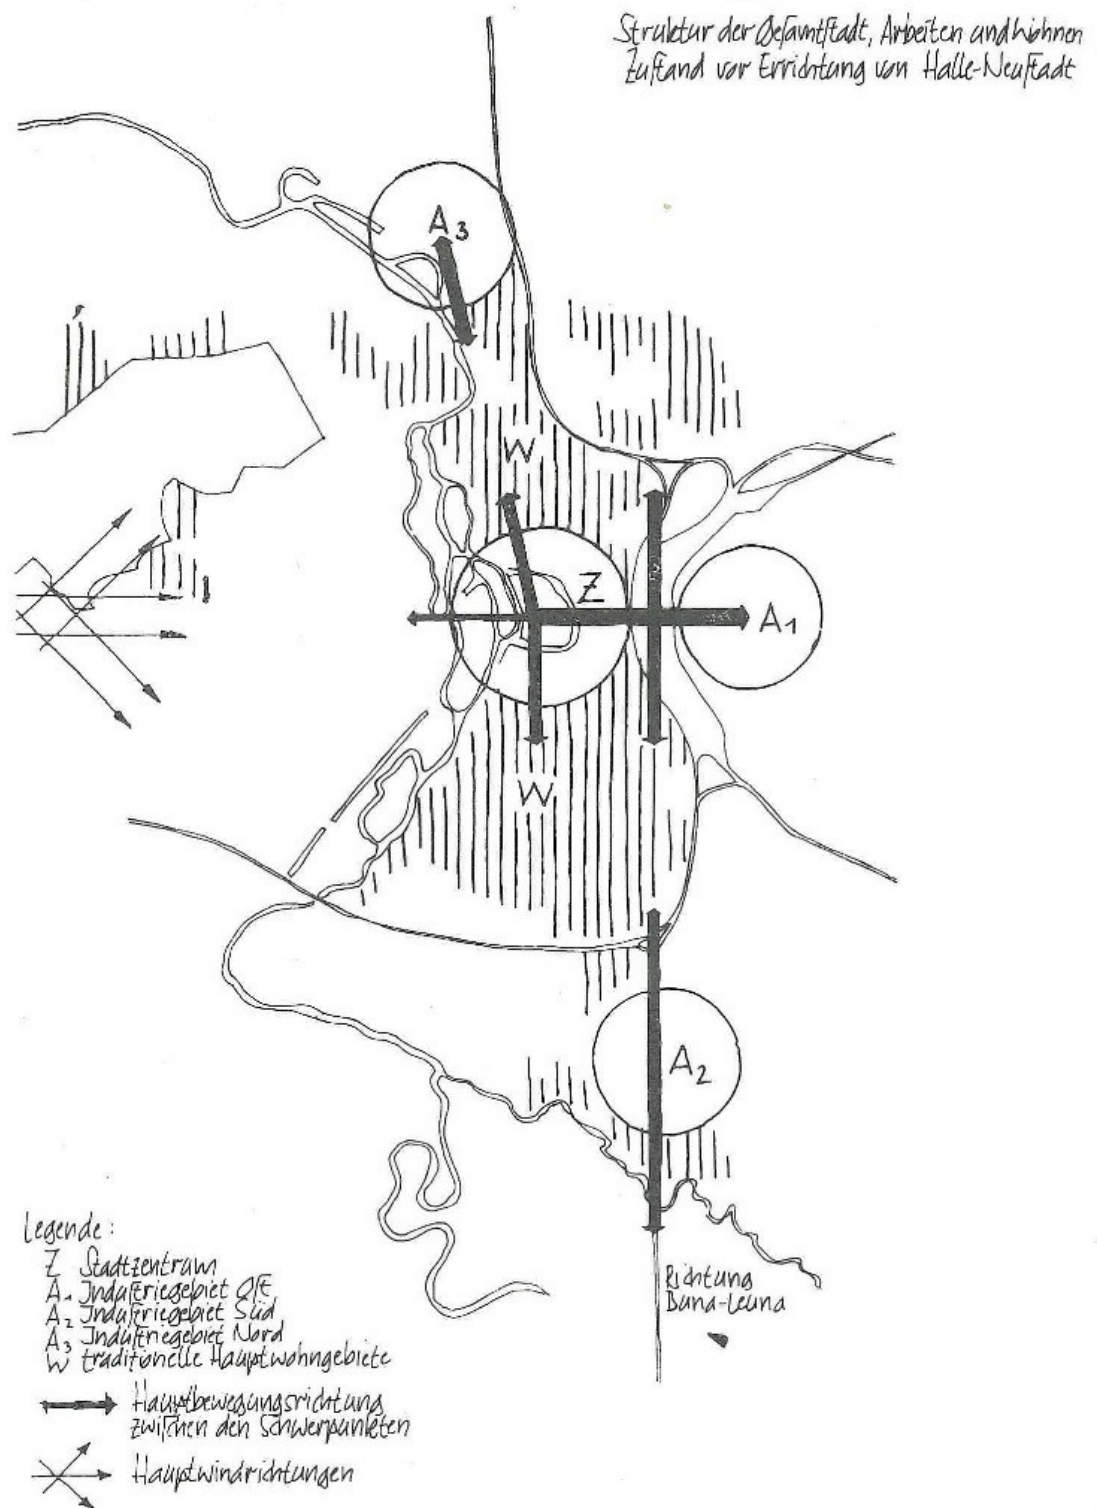 Struktur der Geſamtſtadt, Arbeiten und Wohnen
Zuſtand vor Errichtung von Halle-Neuſtadt
A3
W
Z
A1
W
A2
Legende:
Z Stadtzentrum
A1 Induſtriegebiet Oſt
A2 Induſtriegebiet Süd
A3 Induſtriegebiet Nord
W traditionelle Hauptwohngebiete
Hauptbewegungsrichtung
zwiſchen den Schwerpunkten
Hauptwindrichtungen
Richtung
Buna-Leuna